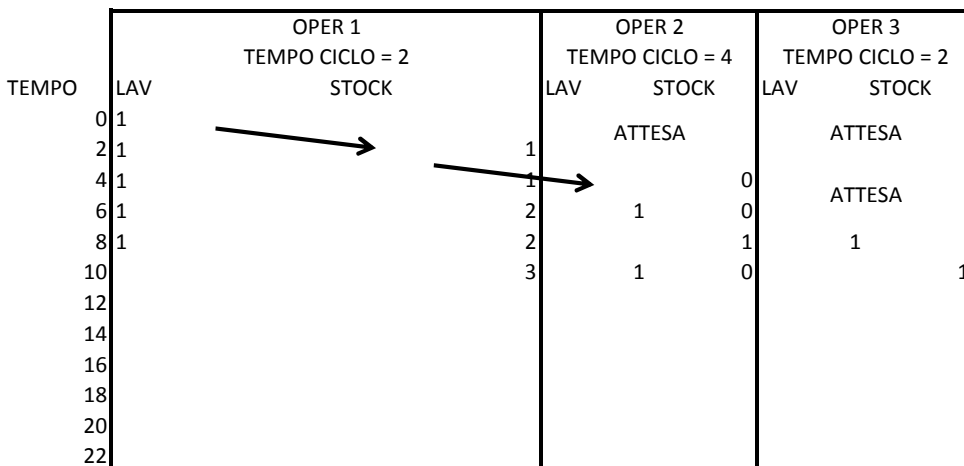 OPER 1 OPER 2 OPER 3
TEMPO CICLO = 2 TEMPO CICLO = 4 TEMPO CICLO = 2
TEMPO LAV STOCK LAV STOCK LAV STOCK
0 1 ATTESA ATTESA
2 1 1
4 1 1 0
ATTESA
6 1 2 1 0
8 1 2 1 1
10 3 1 0 1
12
14
16
18
20
22